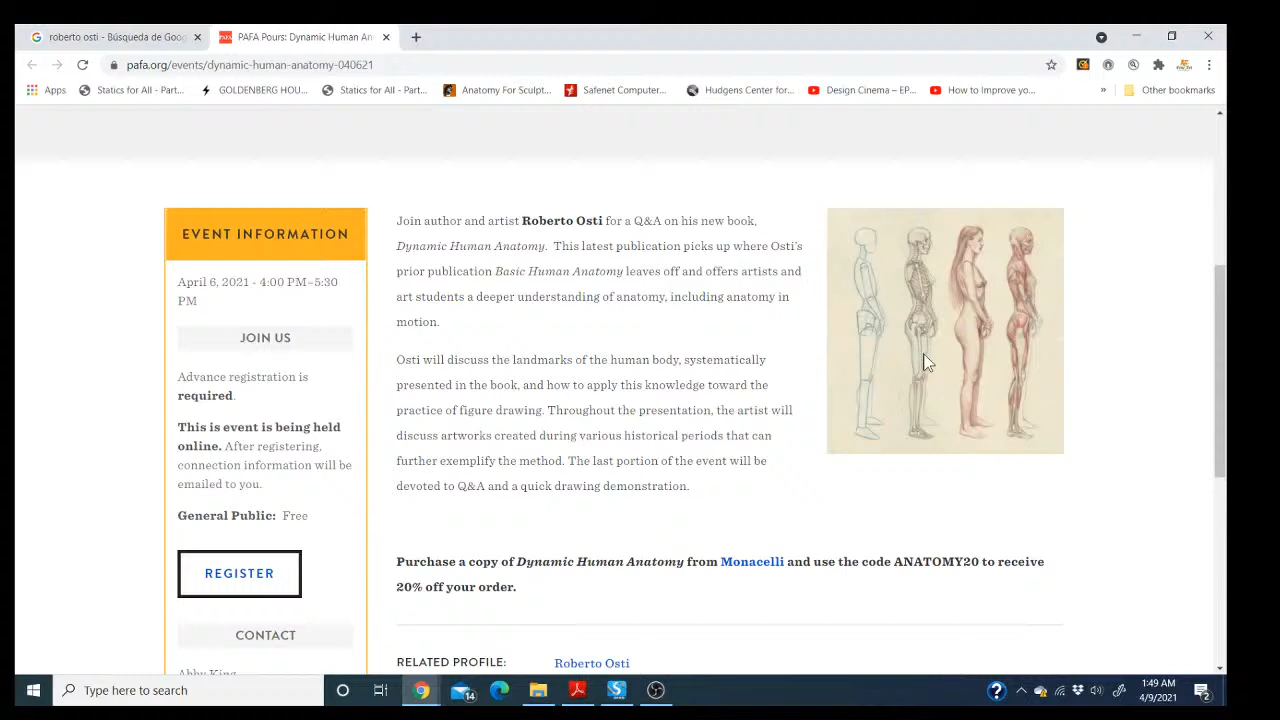 roberto osti - Búsqueda de Goog
PAFA Pours: Dynamic Human An
pafa.org/events/dynamic-human-anatomy-040621
Apps
Statics for All - Part...
GOLDENBERG HOU...
Statics for All - Part...
Anatomy For Sculpt...
Safenet Computer...
Hudgens Center for...
Design Cinema – EP...
How to Improve yo...
»
Other bookmarks
EVENT INFORMATION
April 6, 2021 - 4:00 PM–5:30
PM
JOIN US
Advance registration is
required.
This is event is being held
online. After registering,
connection information will be
emailed to you.
General Public: Free
REGISTER
CONTACT
Abby King
Join author and artist Roberto Osti for a Q&A on his new book,
Dynamic Human Anatomy. This latest publication picks up where Osti's
prior publication Basic Human Anatomy leaves off and offers artists and
art students a deeper understanding of anatomy, including anatomy in
motion.
Osti will discuss the landmarks of the human body, systematically
presented in the book, and how to apply this knowledge toward the
practice of figure drawing. Throughout the presentation, the artist will
discuss artworks created during various historical periods that can
further exemplify the method. The last portion of the event will be
devoted to Q&A and a quick drawing demonstration.
Purchase a copy of Dynamic Human Anatomy from Monacelli and use the code ANATOMY20 to receive
20% off your order.
RELATED PROFILE: Roberto Osti
Type here to search
14
1:49 AM
4/9/2021
2